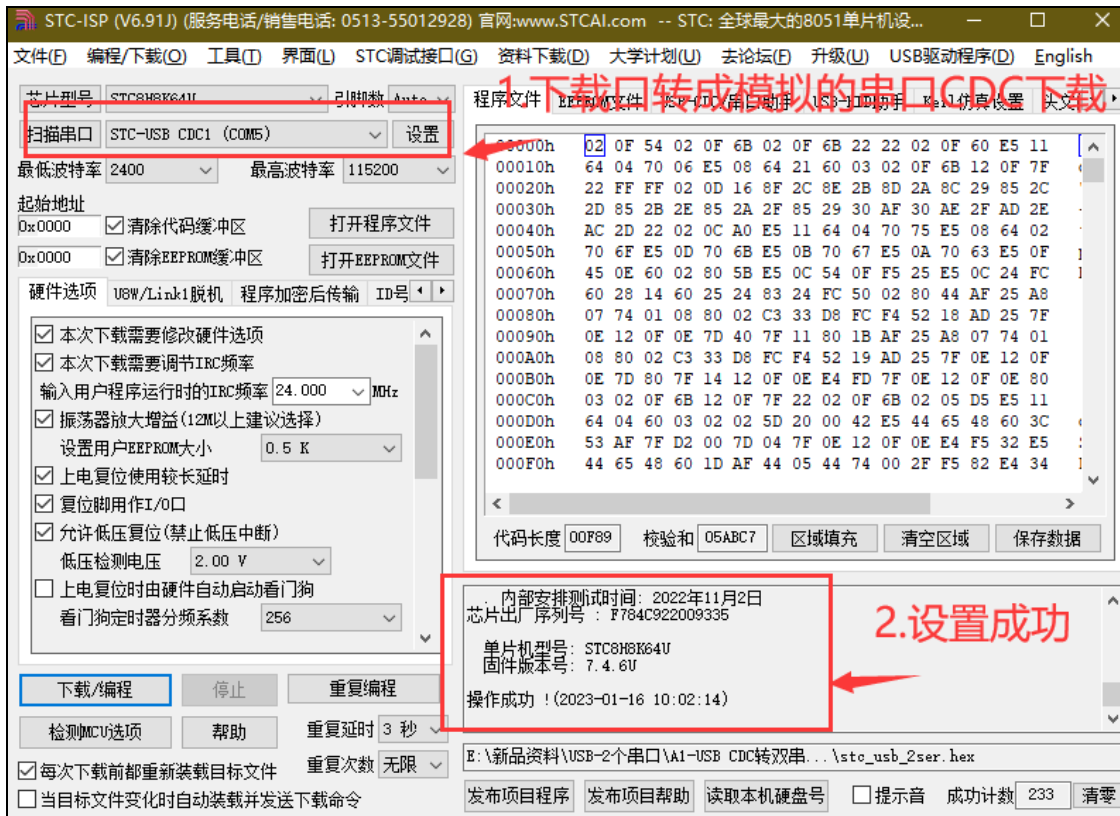 STC-ISP (V6.91J) (服务电话/销售电话: 0513-55012928) 官网:www.STCAI.com -- STC: 全球最大的8051单片机设...
文件(F) 编程/下载(O) 工具(T) 界面(L) STC调试接口(G) 资料下载(D) 大学计划(U) 去论坛(F) 升级(U) USB驱动程序(D) English
1.下载口转成模拟的串口CDC下载
芯片型号 STC8H8K64U 引脚数 Auto
程序文件 EEPROM文件 USB-CDC/串口助手 USB-HID助手 Keil仿真设置 头文
扫描串口 STC-USB CDC1 (COM5) 设置
最低波特率 2400 最高波特率 115200
起始地址
0x0000 清除代码缓冲区 打开程序文件
0x0000 清除EEPROM缓冲区 打开EEPROM文件
硬件选项 U8W/Link1脱机 程序加密后传输 ID号
本次下载需要修改硬件选项
本次下载需要调节IRC频率
输入用户程序运行时的IRC频率 24.000 MHz
振荡器放大增益(12M以上建议选择)
设置用户EEPROM大小 0.5 K
上电复位使用较长延时
复位脚用作I/O口
允许低压复位(禁止低压中断)
低压检测电压 2.00 V
上电复位时由硬件自动启动看门狗
看门狗定时器分频系数 256
00000h 02 0F 54 02 0F 6B 02 0F 6B 22 22 02 0F 60 E5 11
00010h 64 04 70 06 E5 08 64 21 60 03 02 0F 6B 12 0F 7F
00020h 22 FF FF 02 0D 16 8F 2C 8E 2B 8D 2A 8C 29 85 2C
00030h 2D 85 2B 2E 85 2A 2F 85 29 30 AF 30 AE 2F AD 2E
00040h AC 2D 22 02 0C A0 E5 11 64 04 70 75 E5 08 64 02
00050h 70 6F E5 0D 70 6B E5 0B 70 67 E5 0A 70 63 E5 0F
00060h 45 0E 60 02 80 5B E5 0C 54 0F F5 25 E5 0C 24 FC
00070h 60 28 14 60 25 24 83 24 FC 50 02 80 44 AF 25 A8
00080h 07 74 01 08 80 02 C3 33 D8 FC F4 52 18 AD 25 7F
00090h 0E 12 0F 0E 7D 40 7F 11 80 1B AF 25 A8 07 74 01
000A0h 08 80 02 C3 33 D8 FC F4 52 19 AD 25 7F 0E 12 0F
000B0h 0E 7D 80 7F 14 12 0F 0E E4 FD 7F 0E 12 0F 0E 80
000C0h 03 02 0F 6B 12 0F 7F 22 02 0F 6B 02 05 D5 E5 11
000D0h 64 04 60 03 02 02 5D 20 00 42 E5 44 65 48 60 3C
000E0h 53 AF 7F D2 00 7D 04 7F 0E 12 0F 0E E4 F5 32 E5
000F0h 44 65 48 60 1D AF 44 05 44 74 00 2F F5 82 E4 34
代码长度 00F89 校验和 05ABC7 区域填充 清空区域 保存数据
. 内部安排测试时间: 2022年11月2日
芯片出厂序列号 : F784C922009335
单片机型号: STC8H8K64U
固件版本号: 7.4.6U
操作成功 !(2023-01-16 10:02:14)
2.设置成功
下载/编程 停止 重复编程
检测MCU选项 帮助 重复延时 3 秒
每次下载前都重新装载目标文件 重复次数 无限
当目标文件变化时自动装载并发送下载命令
E:\新品资料\USB-2个串口\A1-USB CDC转双串...\stc_usb_2ser.hex
发布项目程序 发布项目帮助 读取本机硬盘号 提示音 成功计数 233 清零